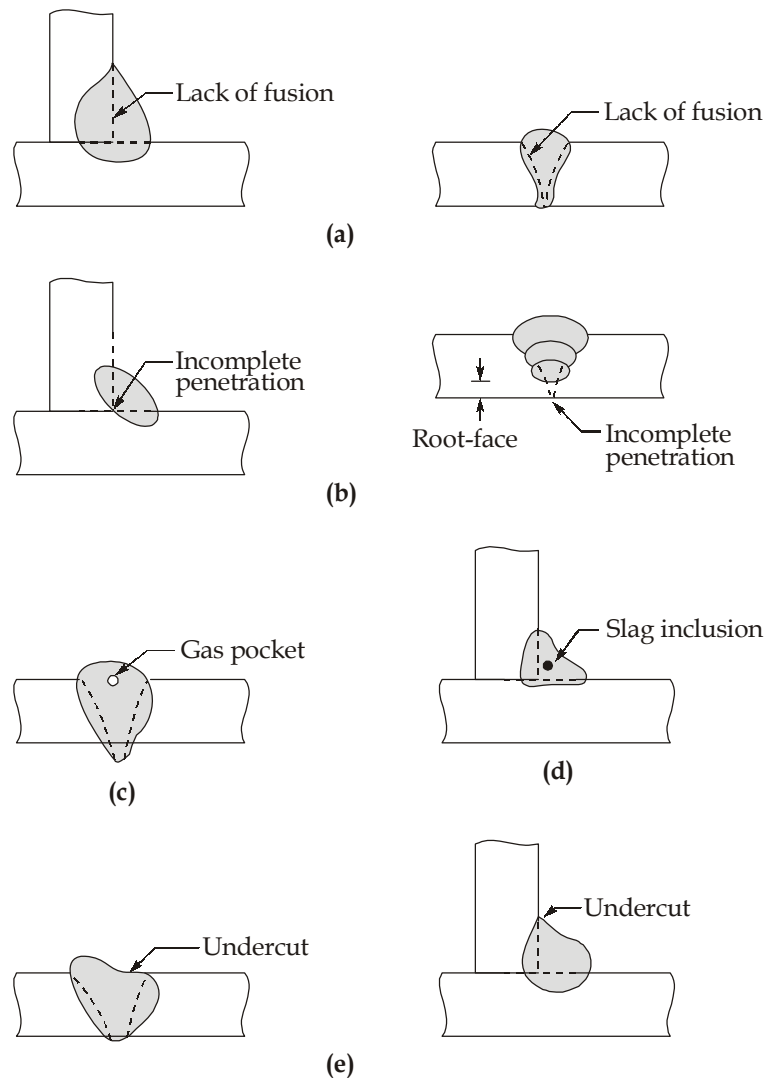 Lack of fusion
Lack of fusion
(a)
Incomplete
penetration
Root-face
Incomplete
penetration
(b)
Gas pocket
(c)
Slag inclusion
(d)
Undercut
Undercut
(e)